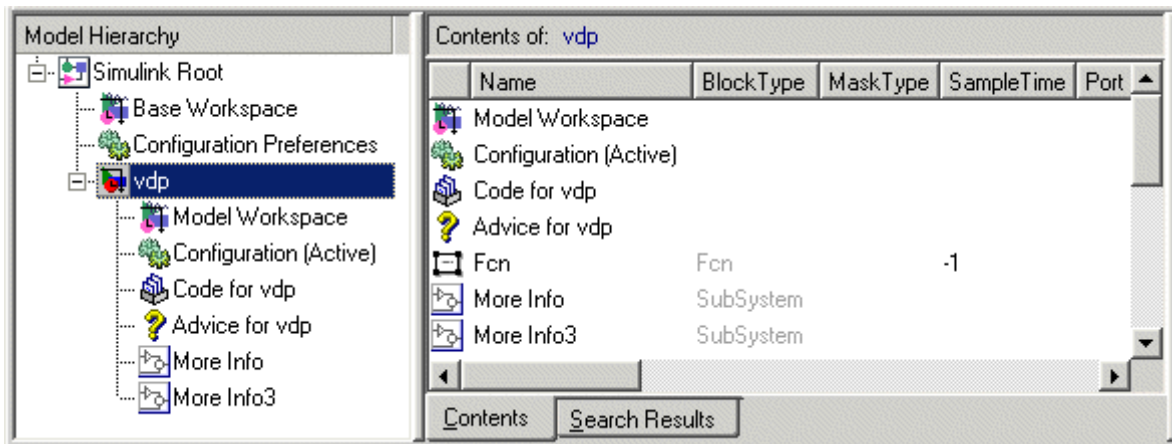 Model Hierarchy
Simulink Root
Base Workspace
Configuration Preferences
vdp
Model Workspace
Configuration (Active)
Code for vdp
Advice for vdp
More Info
More Info3
Contents of: vdp
Name BlockType MaskType SampleTime Port
Model Workspace
Configuration (Active)
Code for vdp
Advice for vdp
Fcn Fcn -1
More Info SubSystem
More Info3 SubSystem
Contents Search Results